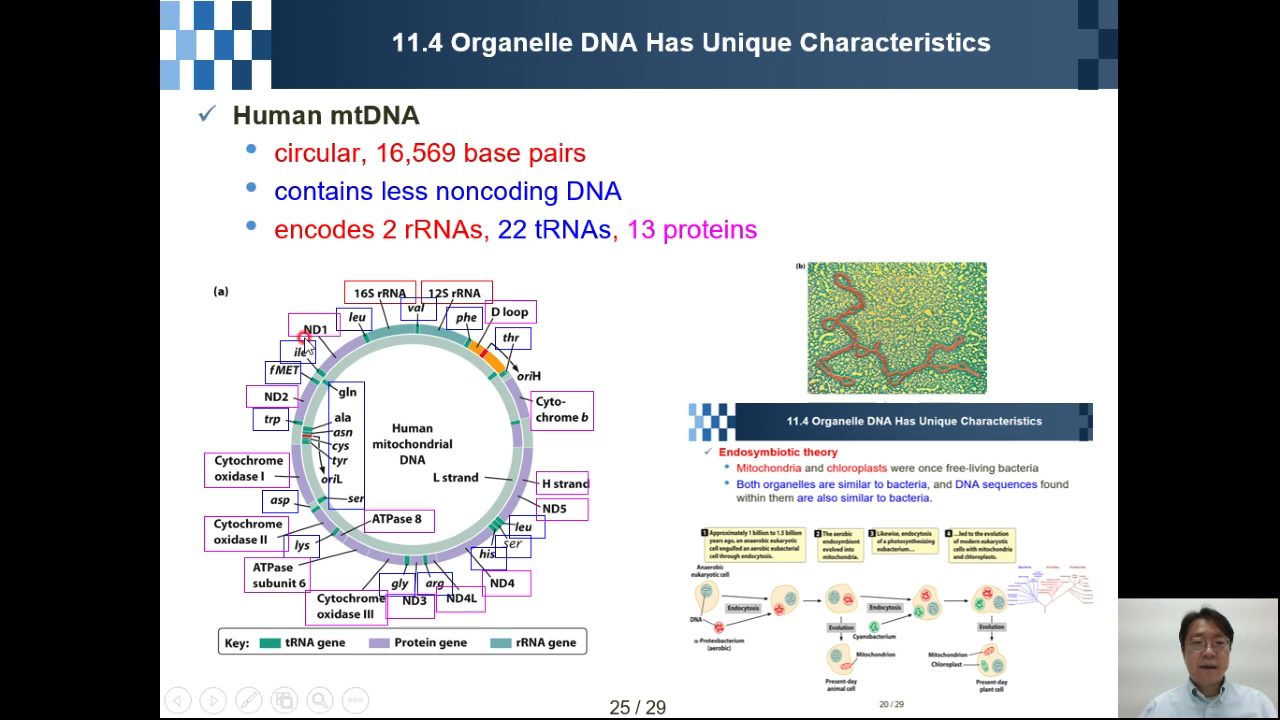 11.4 Organelle DNA Has Unique Characteristics
Human mtDNA
circular, 16,569 base pairs
contains less noncoding DNA
encodes 2 rRNAs, 22 tRNAs, 13 proteins
(a)
16S rRNA
12S rRNA
val
leu
phe
D loop
ND1
thr
ile
fMET
oriH
ND2
gln
Cyto-
chrome b
trp
ala
asn
cys
tyr
oriL
Human
mitochondrial
DNA
Cytochrome
oxidase I
L strand
H strand
asp
ser
ND5
Cytochrome
oxidase II
ATPase 8
leu
ser
lys
his
ATPase
subunit 6
gly
arg
ND4
Cytochrome
oxidase III
ND3
ND4L
Key:
tRNA gene
Protein gene
rRNA gene
(b)
11.4 Organelle DNA Has Unique Characteristics
Endosymbiotic theory
Mitochondria and chloroplasts were once free-living bacteria
Both organelles are similar to bacteria, and DNA sequences found
within them are also similar to bacteria.
1 Approximately 1 billion to 1.5 billion
years ago, an anaerobic eukaryotic
cell engulfed an aerobic eubacterial
cell through endocytosis.
2 The aerobic
endosymbiont
evolved into
mitochondria.
3 Likewise, endocytosis
of a photosynthesizing
eubacterium…
4 …led to the evolution
of modern eukaryotic
cells with mitochondria
and chloroplasts.
Anaerobic
eukaryotic cell
Endocytosis
Endocytosis
DNA
α-Proteobacterium
(aerobic)
Evolution
Cyanobacterium
Evolution
Mitochondrion
Mitochondrion
Chloroplast
Present-day
animal cell
Present-day
plant cell
20 / 29
25 / 29